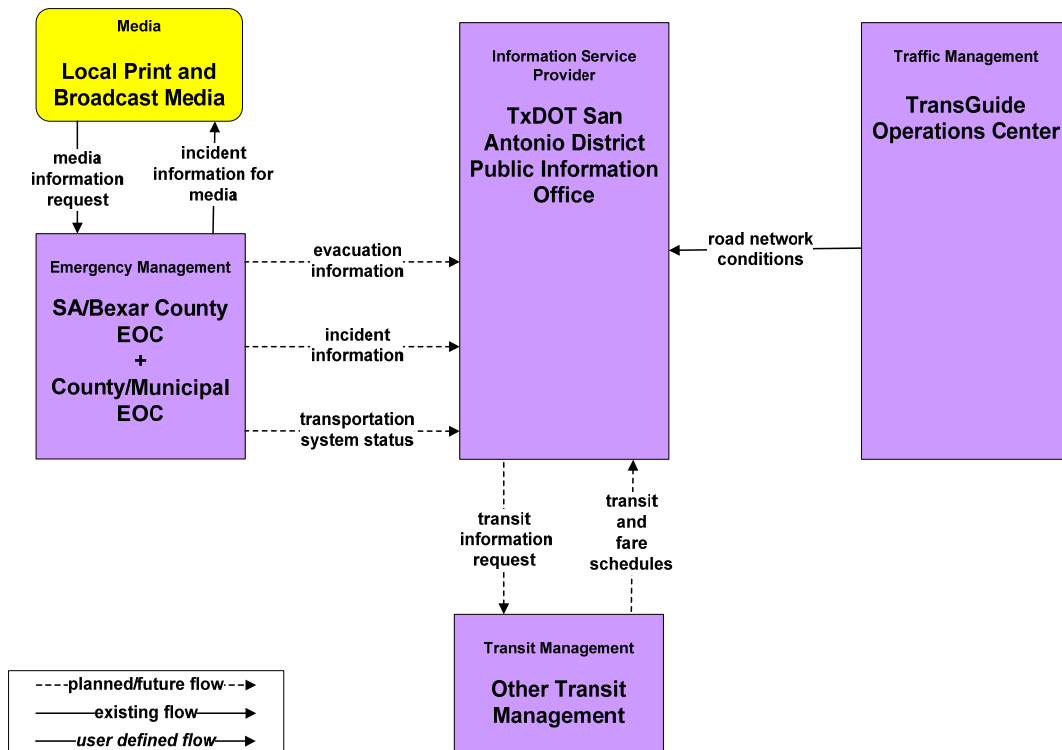 Media
Local Print and
Broadcast Media
media
information
request
incident
information for
media
Emergency Management
SA/Bexar County
EOC
+
County/Municipal
EOC
evacuation
information
incident
information
transportation
system status
Information Service
Provider
TxDOT San
Antonio District
Public Information
Office
road network
conditions
Traffic Management
TransGuide
Operations Center
transit
information
request
transit
and
fare
schedules
Transit Management
Other Transit
Management
planned/future flow
existing flow
user defined flow